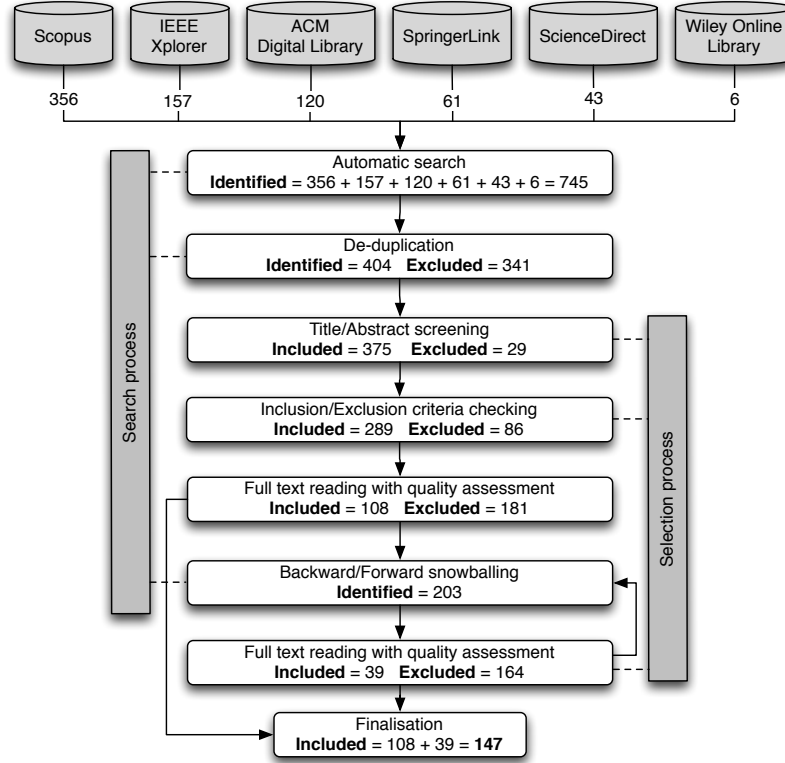 Scopus
IEEE
Xplorer
ACM
Digital Library
SpringerLink
ScienceDirect
Wiley Online
Library
356
157
120
61
43
6
Automatic search
Identified = 356 + 157 + 120 + 61 + 43 + 6 = 745
De-duplication
Identified = 404 Excluded = 341
Title/Abstract screening
Included = 375 Excluded = 29
Inclusion/Exclusion criteria checking
Included = 289 Excluded = 86
Full text reading with quality assessment
Included = 108 Excluded = 181
Backward/Forward snowballing
Identified = 203
Full text reading with quality assessment
Included = 39 Excluded = 164
Finalisation
Included = 108 + 39 = 147
Search process
Selection process